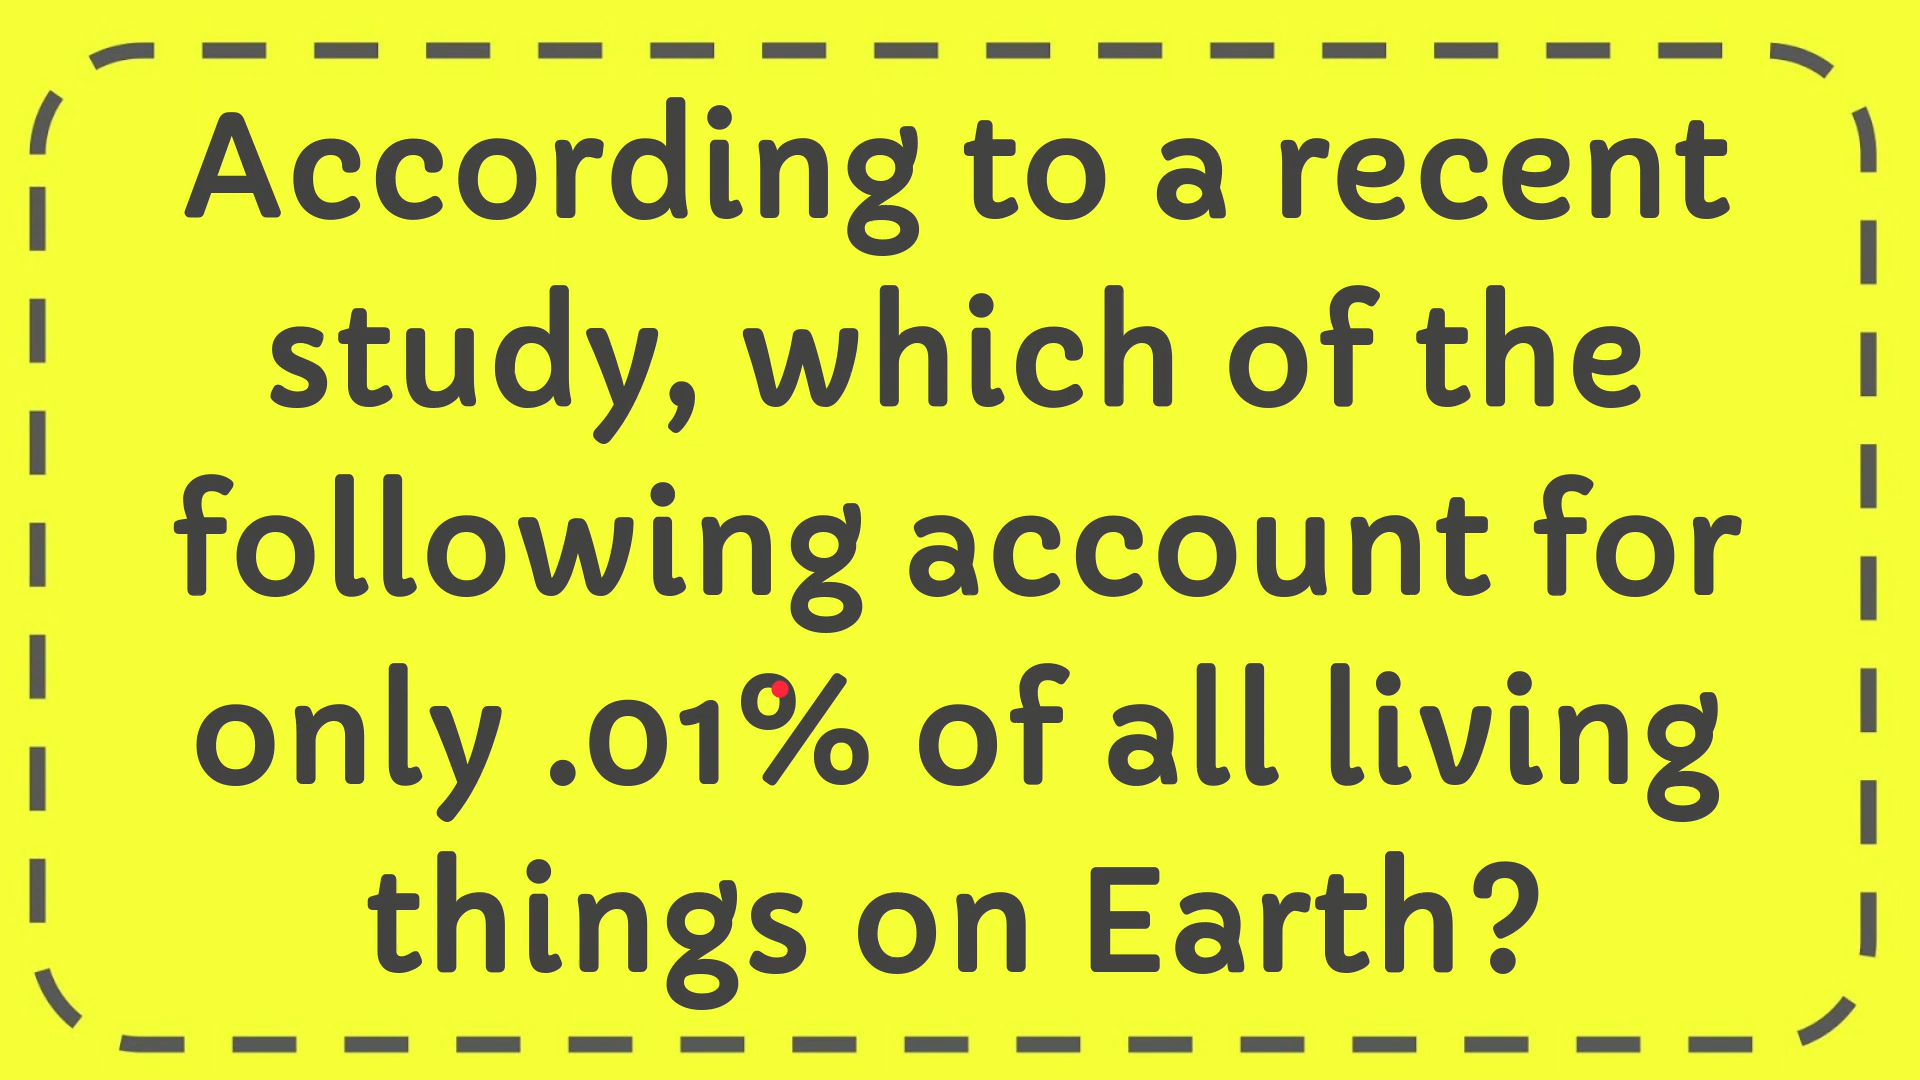 According to a recent
study, which of the
following account for
only .01% of all living
things on Earth?